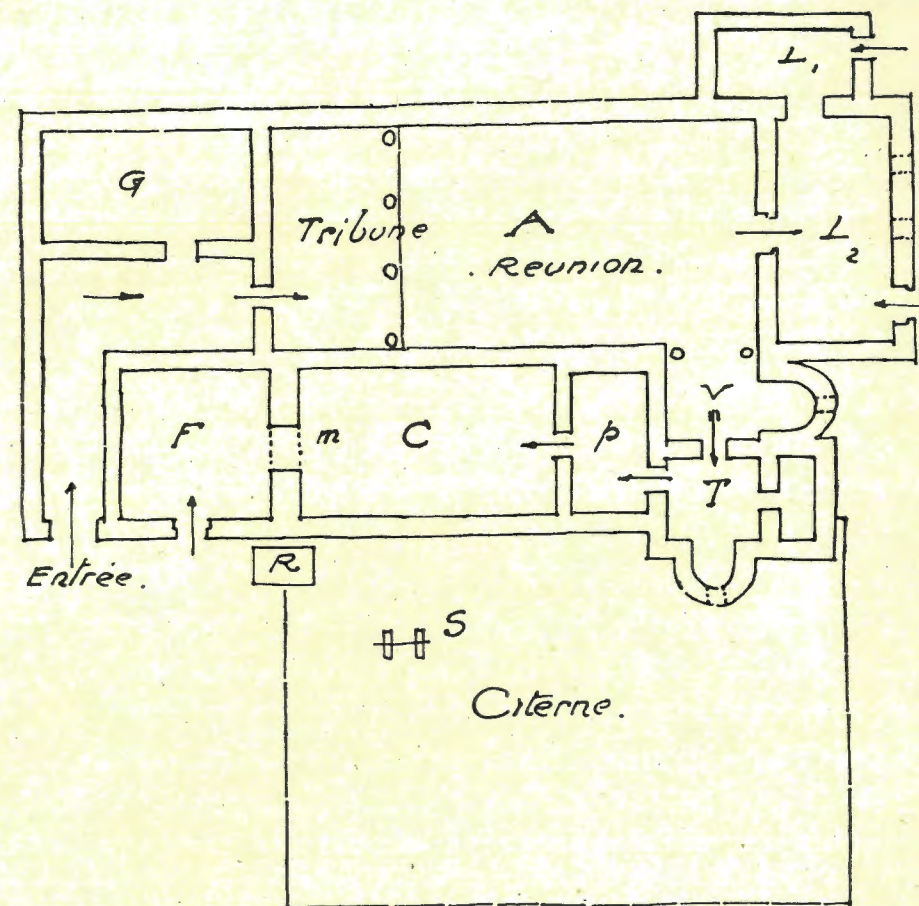 L₁
G
Tribune
A
Reunion.
L₂
F
m
C
p
V
T
Entrée.
R
S
Citerne.